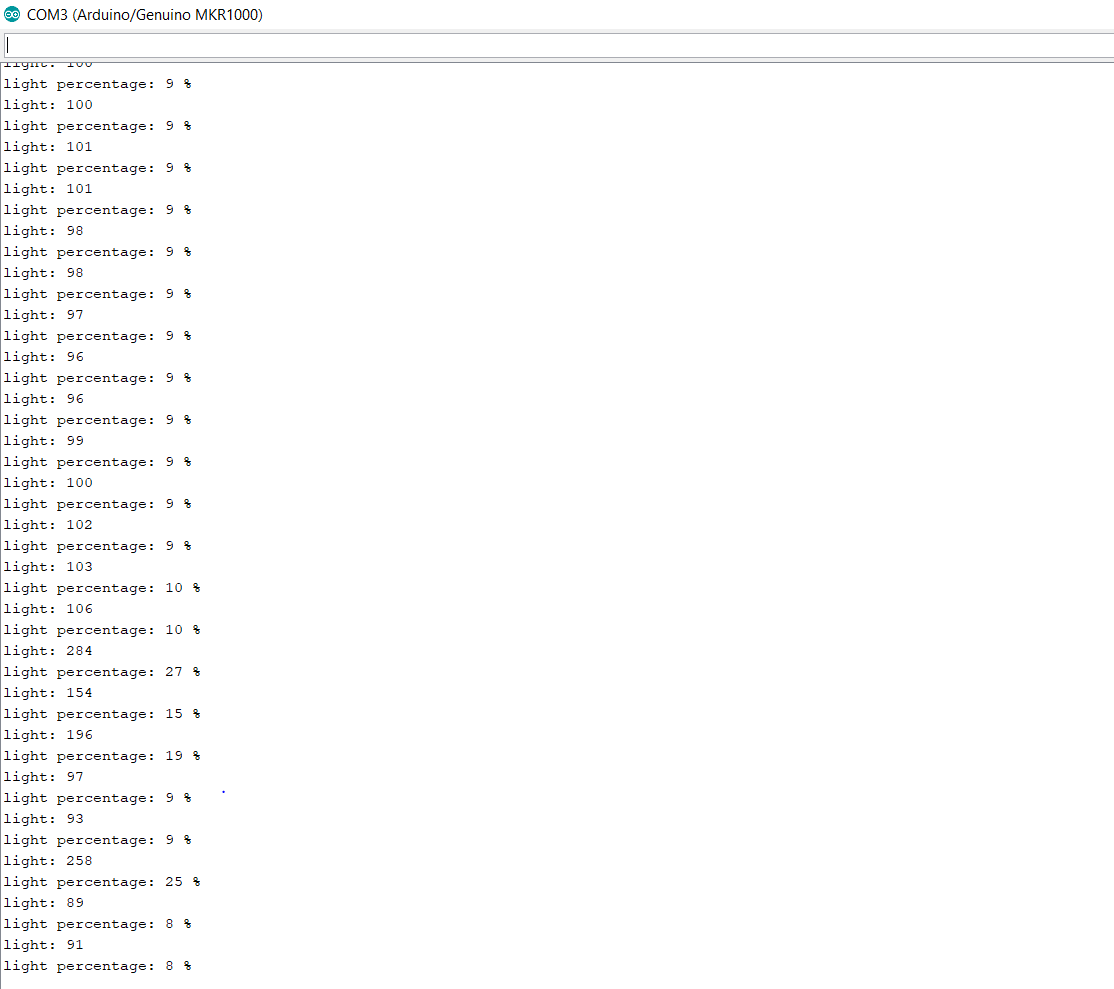 COM3 (Arduino/Genuino MKR1000)
light: 100
light percentage: 9 %
light: 100
light percentage: 9 %
light: 101
light percentage: 9 %
light: 101
light percentage: 9 %
light: 98
light percentage: 9 %
light: 98
light percentage: 9 %
light: 97
light percentage: 9 %
light: 96
light percentage: 9 %
light: 96
light percentage: 9 %
light: 99
light percentage: 9 %
light: 100
light percentage: 9 %
light: 102
light percentage: 9 %
light: 103
light percentage: 10 %
light: 106
light percentage: 10 %
light: 284
light percentage: 27 %
light: 154
light percentage: 15 %
light: 196
light percentage: 19 %
light: 97
light percentage: 9 %
light: 93
light percentage: 9 %
light: 258
light percentage: 25 %
light: 89
light percentage: 8 %
light: 91
light percentage: 8 %